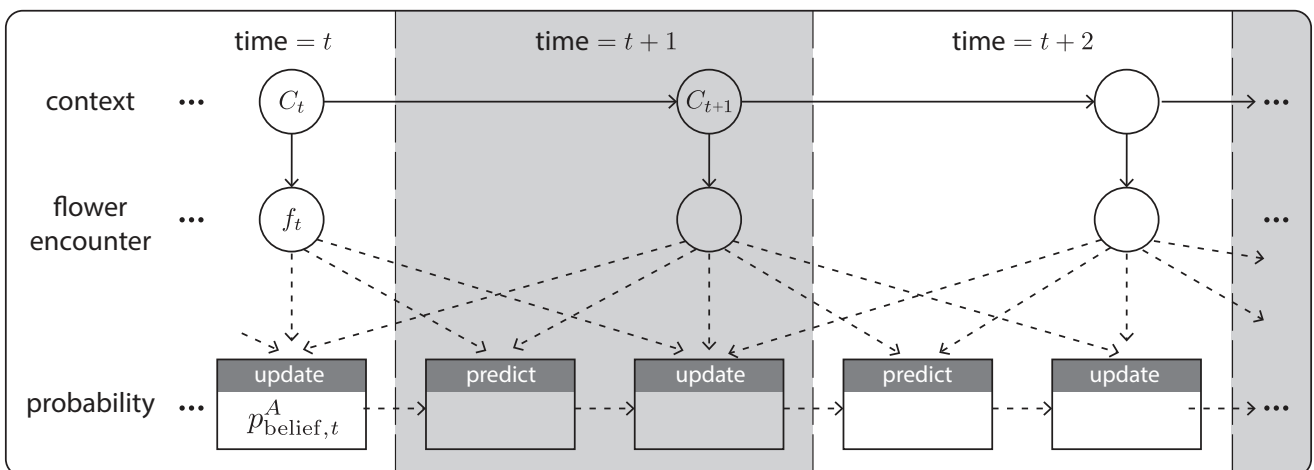 time = t
time = t + 1
time = t + 2
context ••• C_t C_{t+1} •••
flower
encounter
••• f_t •••
update predict update predict update
probability ••• p^A_{belief,t} •••